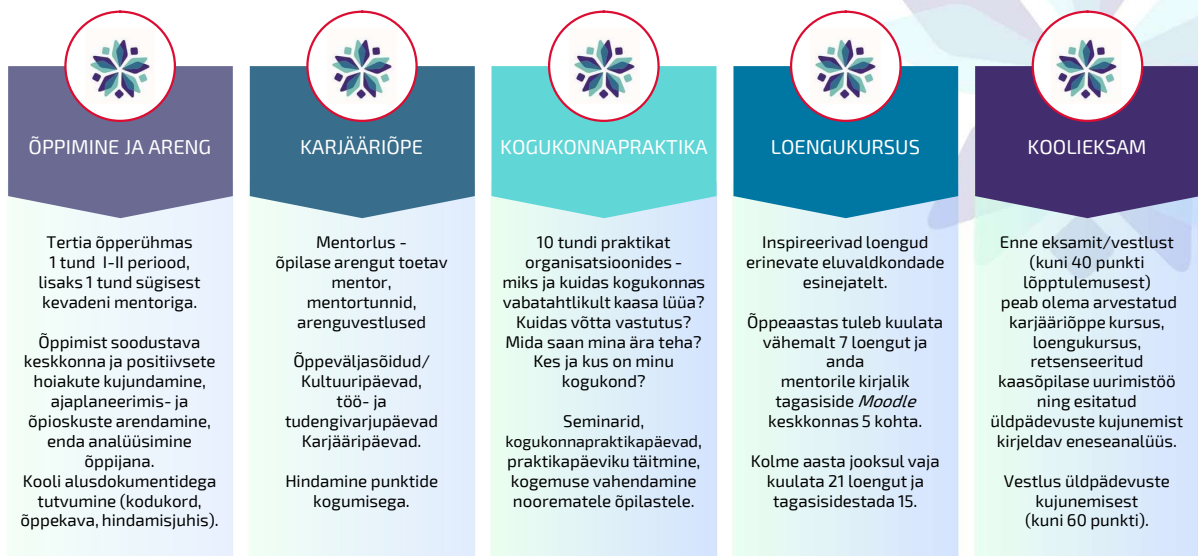 ÕPPIMINE JA ARENG
Tertia õpperühmas
1 tund I-II periood,
lisaks 1 tund sügisest
kevadeni mentoriga.
Õppimist soodustava
keskkonna ja positiivsete
hoiakute kujundamine,
ajaplaneerimis- ja
õpioskuste arendamine,
enda analüüsimine
õppijana.
Kooli alusdokumentidega
tutvumine (kodukord,
õppekava, hindamisjuhis).
KARJÄÄRIÕPE
Mentorlus -
õpilase arengut toetav
mentor,
mentortunnid,
arenguvestlused
Õppeväljasõidud/
Kultuuripäevad,
töö- ja
tudengivarjupäevad
Karjääripäevad.
Hindamine punktide
kogumisega.
KOGUKONNAPRAKTIKA
10 tundi praktikat
organisatsioonides -
miks ja kuidas kogukonnas
vabatahtlikult kaasa lüüa?
Kuidas võtta vastutus?
Mida saan mina ära teha?
Kes ja kus on minu
kogukond?
Seminarid,
kogukonnapraktikapäevad,
praktikapäeviku täitmine,
kogemuse vahendamine
noorematele õpilastele.
LOENGUKURSUS
Inspireerivad loengud
erinevate eluvaldkondade
esinejatelt.
Õppeaastas tuleb kuulata
vähemalt 7 loengut ja
anda
mentorile kirjalik
tagasiside Moodle
keskkonnas 5 kohta.
Kolme aasta jooksul vaja
kuulata 21 loengut ja
tagasisidestada 15.
KOOLIEKSAM
Enne eksamit/vestlust
(kuni 40 punkti
lõpptulemusest)
peab olema arvestatud
karjääriõppe kursus,
loengukursus,
retsenseeritud
kaasõpilase uurimistöö
ning esitatud
üldpädevuste kujunemist
kirjeldav eneseanalüüs.
Vestlus üldpädevuste
kujunemisest
(kuni 60 punkti).